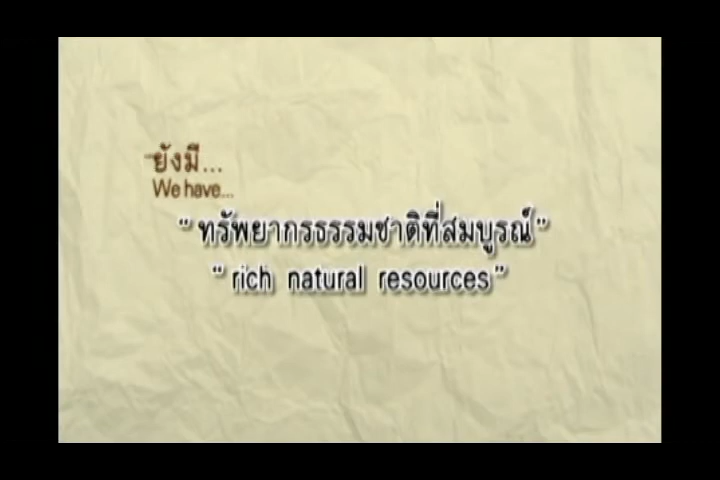 ยังมี...
We have...
“ ทรัพยากรธรรมชาติที่สมบูรณ์ ”
“ rich natural resources ”